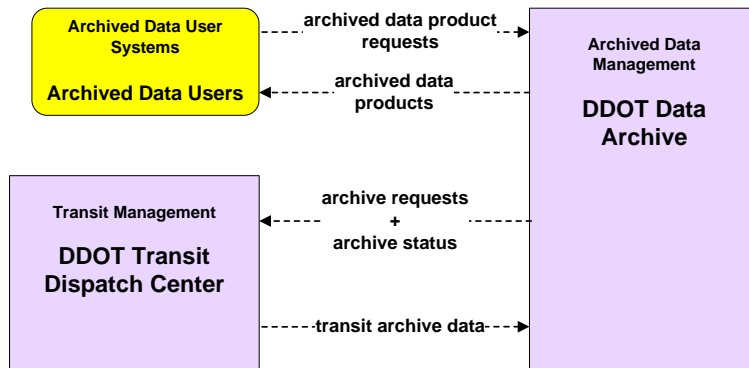 Archived Data User
Systems
Archived Data Users
archived data product
requests
archived data
products
Archived Data
Management
DDOT Data
Archive
Transit Management
DDOT Transit
Dispatch Center
archive requests
+
archive status
transit archive data